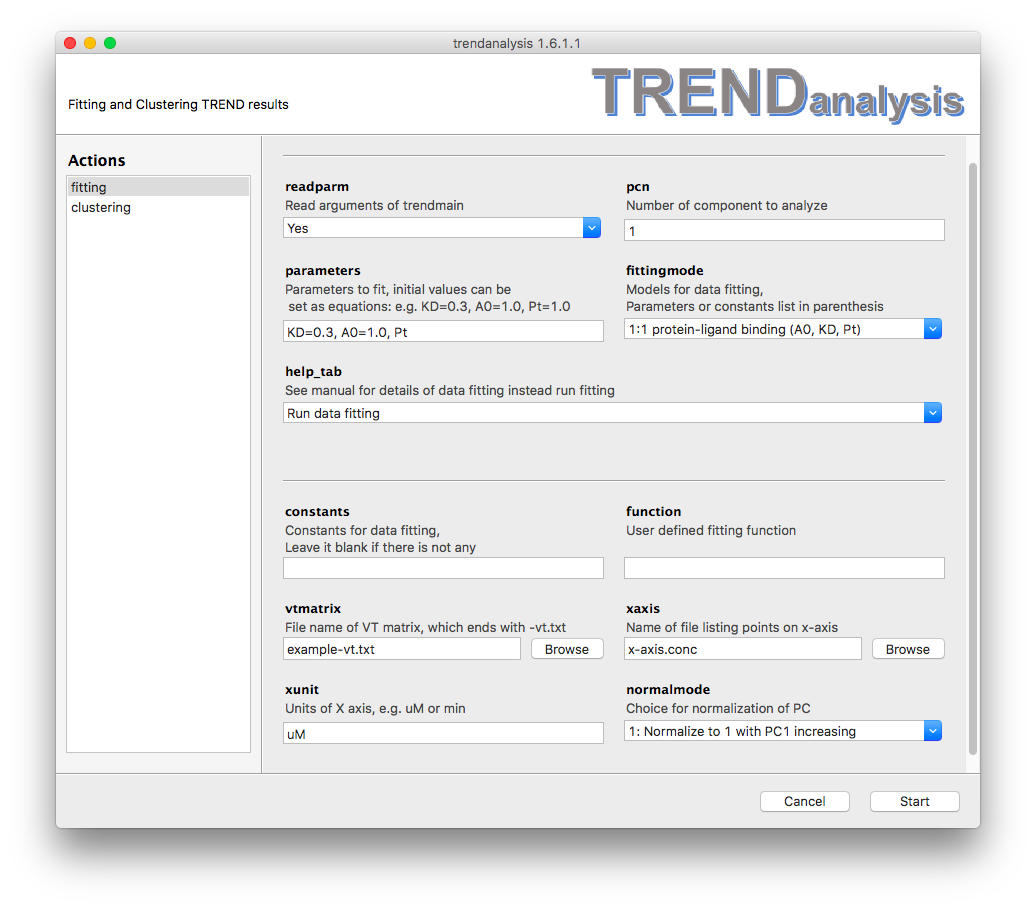 trendanalysis 1.6.1.1
Fitting and Clustering TREND results
TRENDanalysis
Actions
fitting
clustering
readparm
Read arguments of trendmain
Yes
pcn
Number of component to analyze
1
parameters
Parameters to fit, initial values can be
set as equations: e.g. KD=0.3, A0=1.0, Pt=1.0
KD=0.3, A0=1.0, Pt
fittingmode
Models for data fitting,
Parameters or constants list in parenthesis
1:1 protein-ligand binding (A0, KD, Pt)
help_tab
See manual for details of data fitting instead run fitting
Run data fitting
constants
Constants for data fitting,
Leave it blank if there is not any
function
User defined fitting function
vtmatrix
File name of VT matrix, which ends with -vt.txt
example-vt.txt
Browse
xaxis
Name of file listing points on x-axis
x-axis.conc
Browse
xunit
Units of X axis, e.g. uM or min
uM
normalmode
Choice for normalization of PC
1: Normalize to 1 with PC1 increasing
Cancel
Start